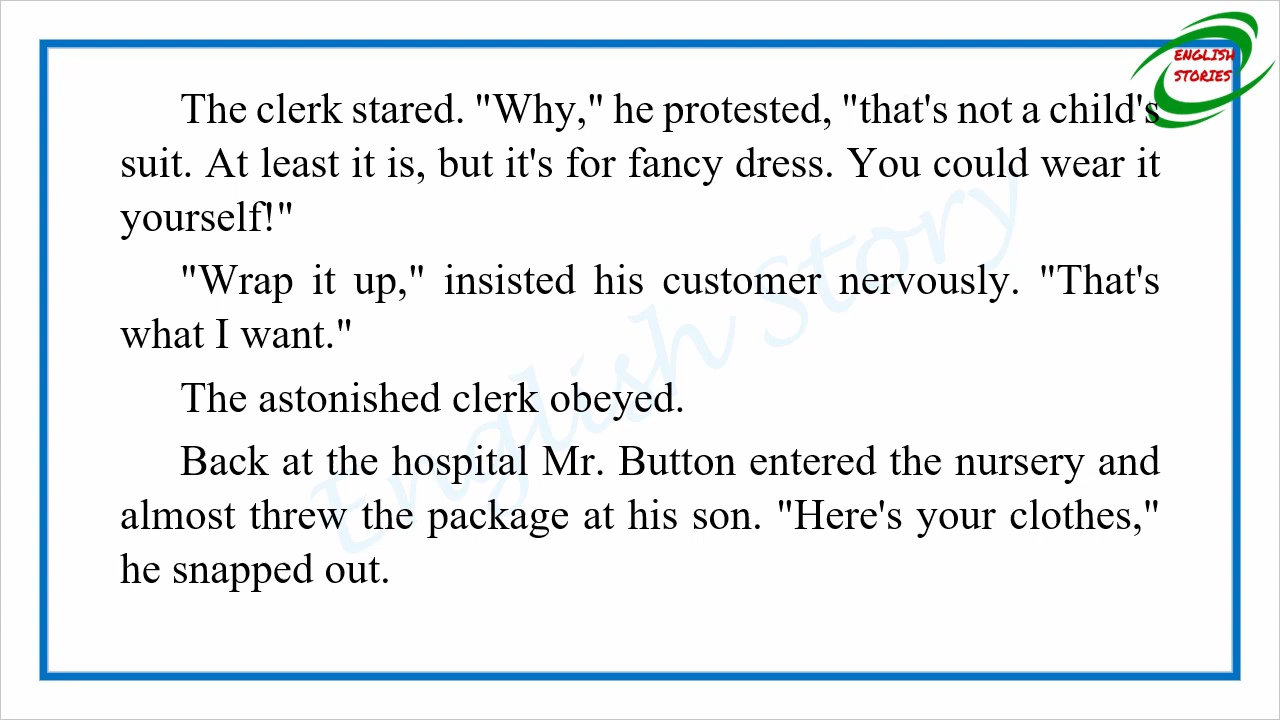 ENGLISH
STORIES
The clerk stared. "Why," he protested, "that's not a child's
suit. At least it is, but it's for fancy dress. You could wear it
yourself!"
"Wrap it up," insisted his customer nervously. "That's
what I want."
The astonished clerk obeyed.
Back at the hospital Mr. Button entered the nursery and
almost threw the package at his son. "Here's your clothes,"
he snapped out.
English Story